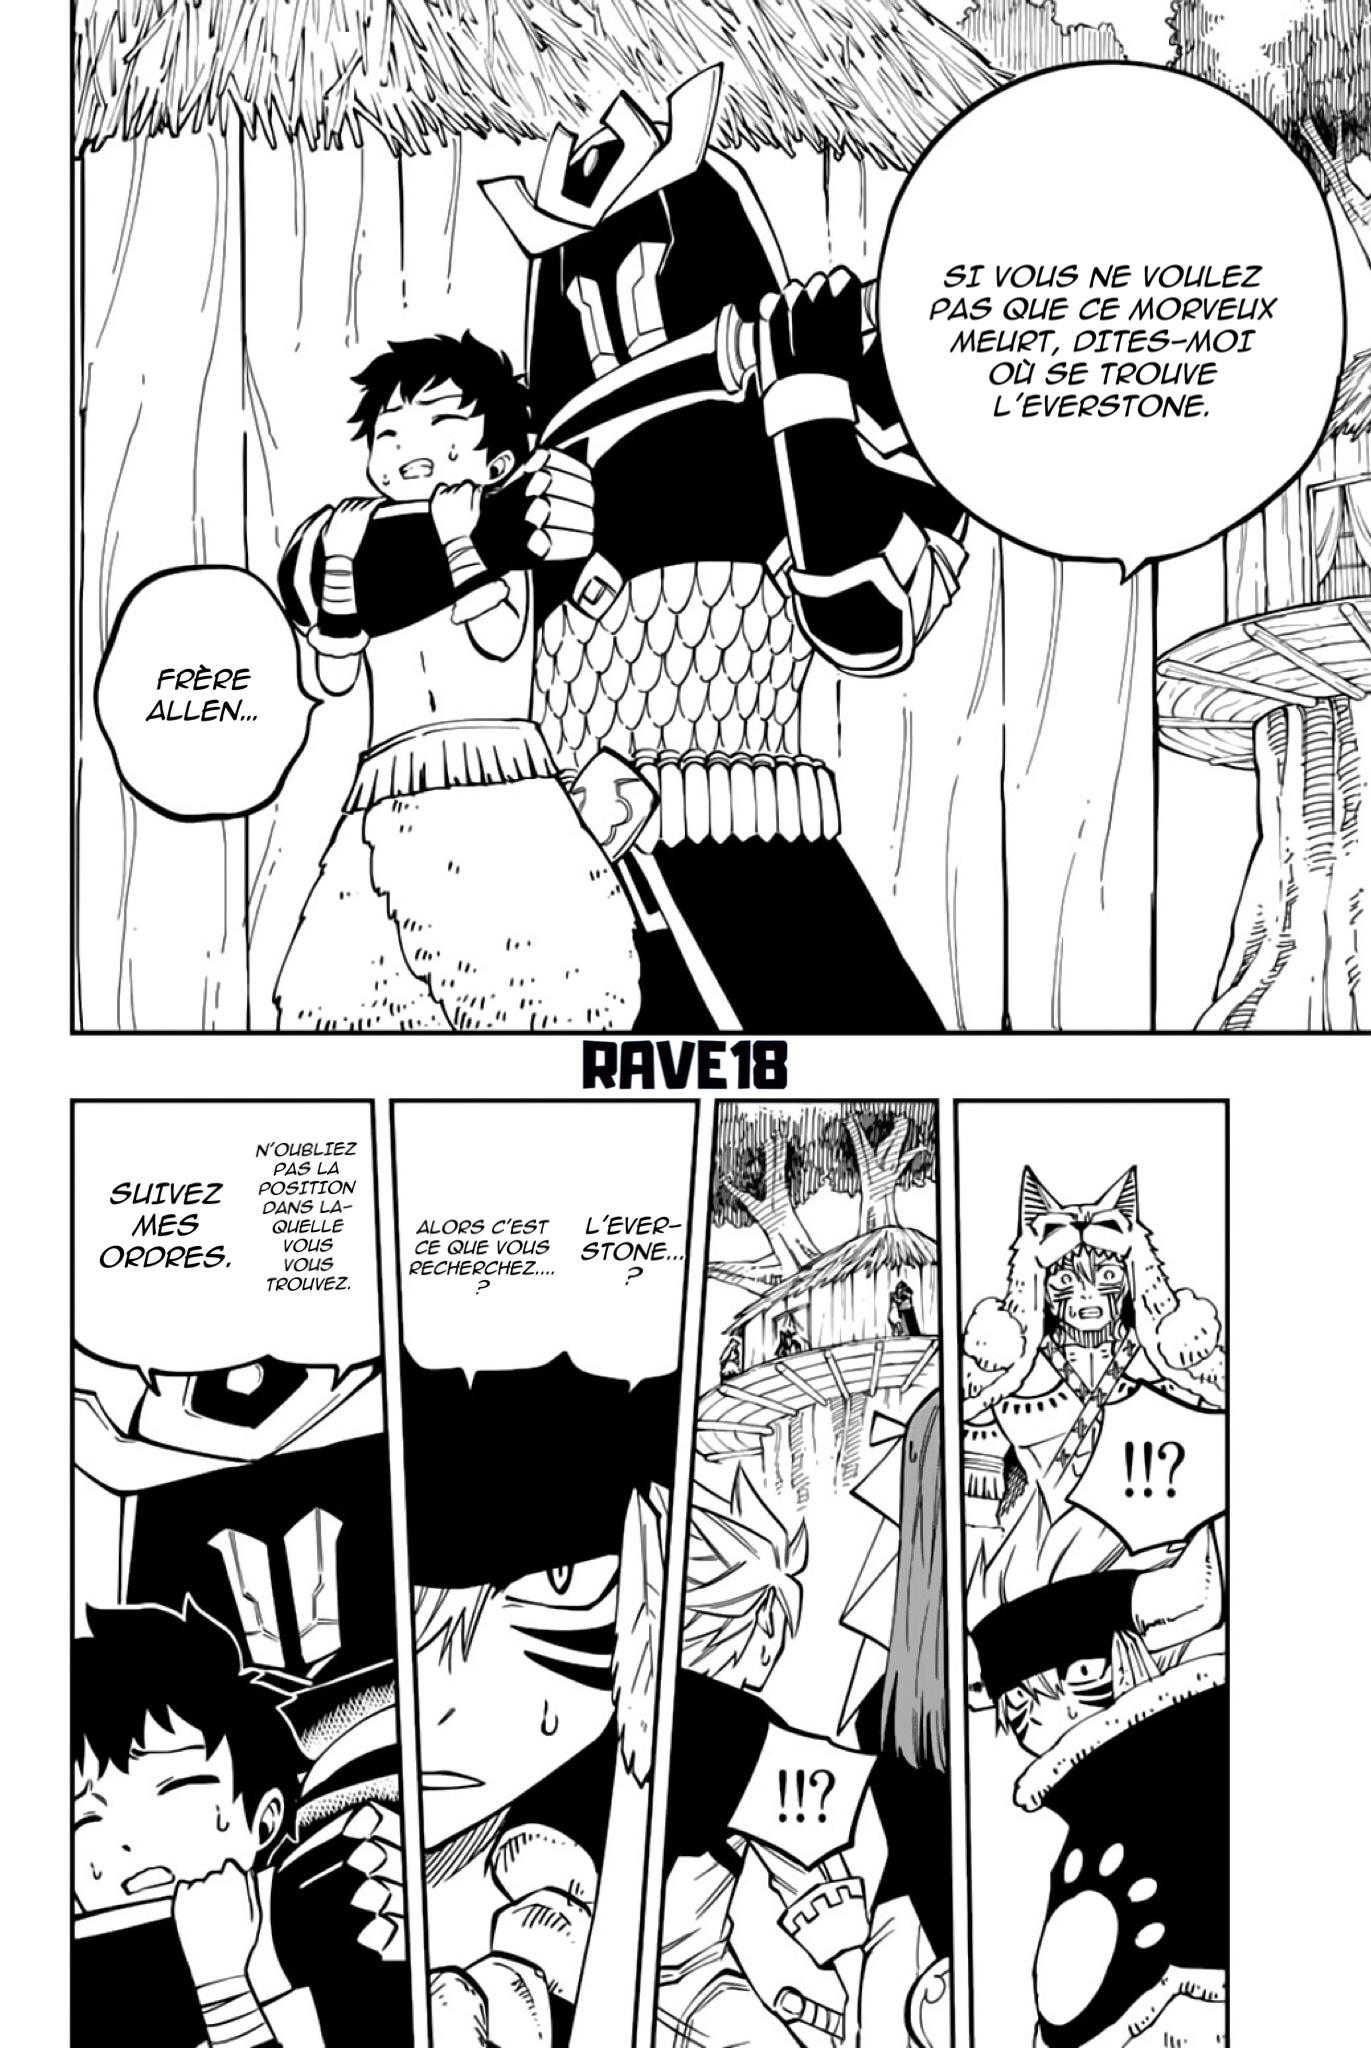 SI VOUS NE VOULEZ
PAS QUE CE MORVEUX
MEURT, DITES-MOI
OÙ SE TROUVE
L'EVERSTONE.
FRÈRE
ALLEN...
RAVE18
!!?
!!?
L'EVER-
STONE...
?
ALORS C'EST
CE QUE VOUS
RECHERCHEZ....
?
N'OUBLIEZ
PAS LA
POSITION
DANS LA-
QUELLE
VOUS
VOUS
TROUVEZ.
SUIVEZ
MES
ORDRES.